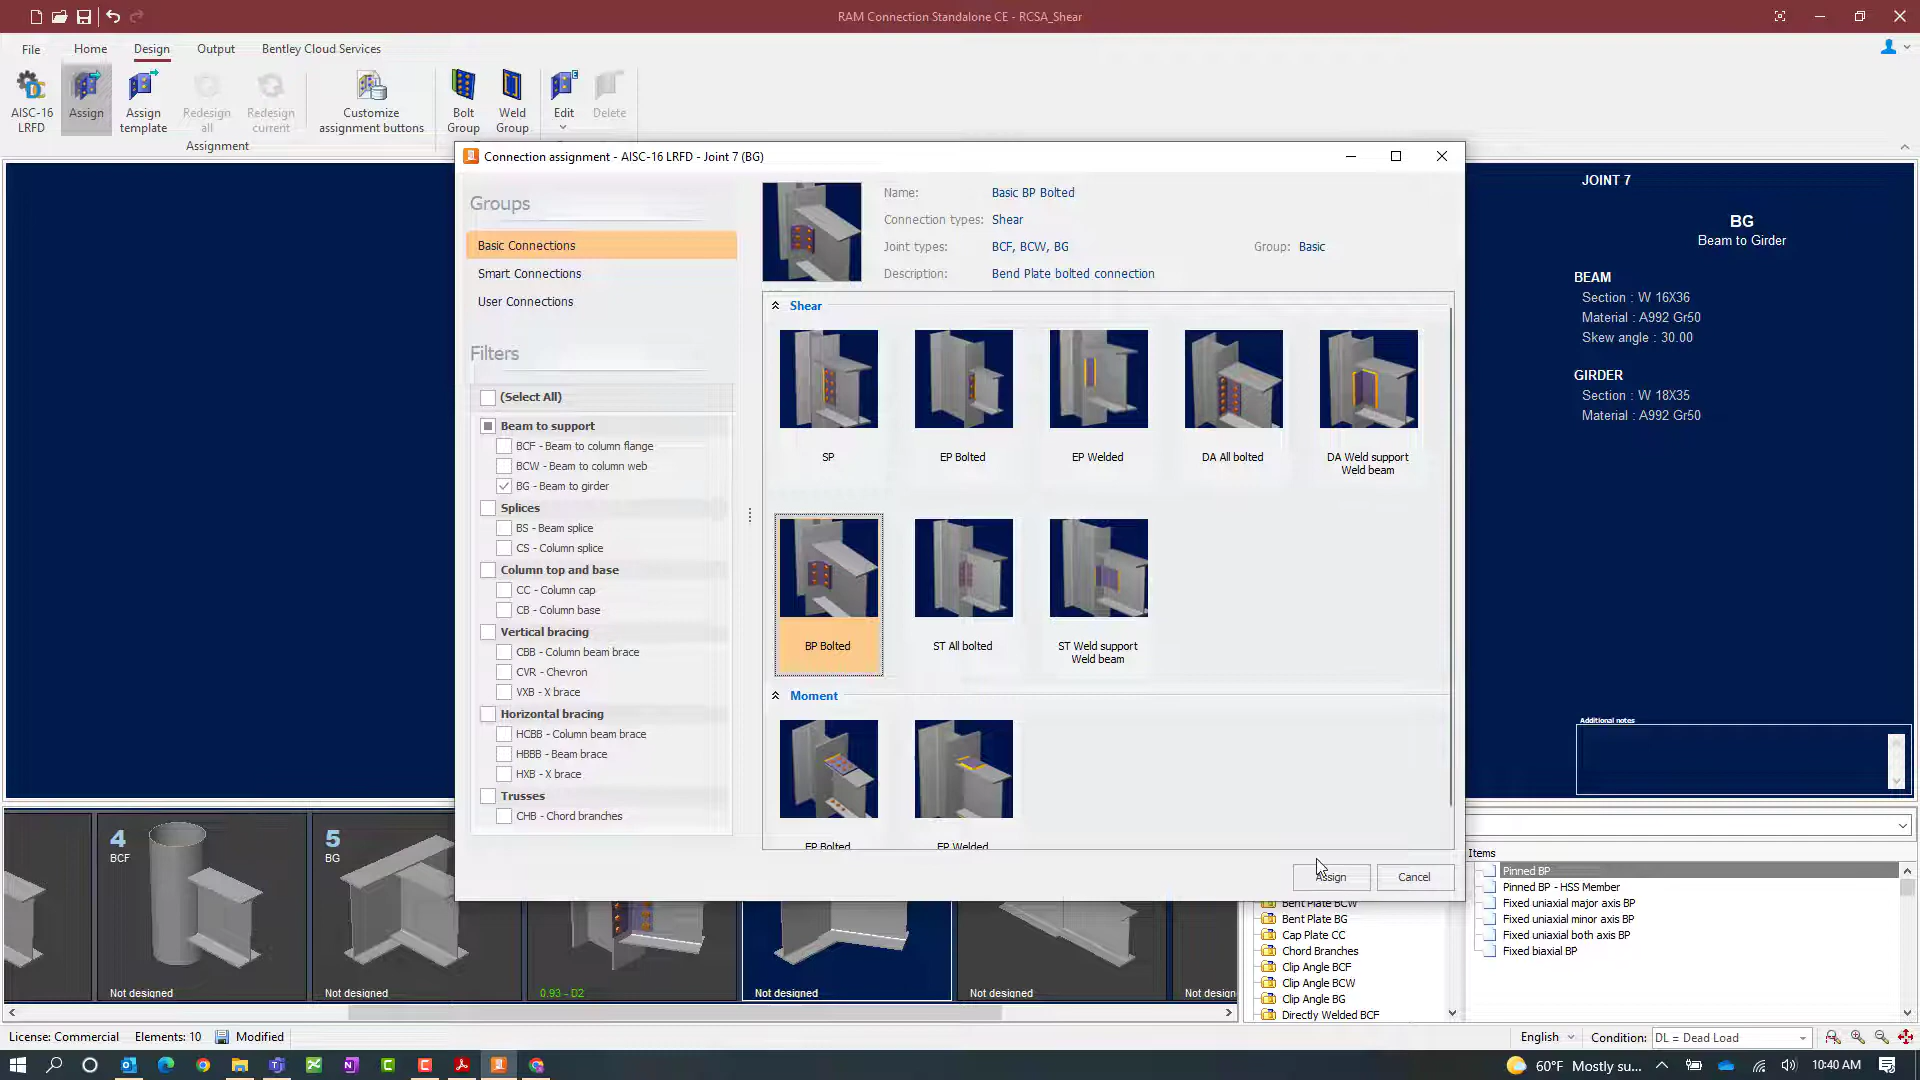 RAM Connection Standalone CE - RCSA_Shear
File
Home
Design
Output
Bentley Cloud Services
AISC-16
LRFD
Assign
Assign
template
Redesign
all
Redesign
current
Customize
assignment buttons
Bolt
Group
Weld
Group
Edit
Delete
Assignment
Connection assignment - AISC-16 LRFD - Joint 7 (BG)
Groups
Basic Connections
Smart Connections
User Connections
Filters
(Select All)
Beam to support
BCF - Beam to column flange
BCW - Beam to column web
BG - Beam to girder
Splices
BS - Beam splice
CS - Column splice
Column top and base
CC - Column cap
CB - Column base
Vertical bracing
CBB - Column beam brace
CVR - Chevron
VXB - X brace
Horizontal bracing
HCBB - Column beam brace
HBBB - Beam brace
HXB - X brace
Trusses
CHB - Chord branches
Name: Basic BP Bolted
Connection types: Shear
Joint types: BCF, BCW, BG
Group: Basic
Description: Bend Plate bolted connection
Shear
SP
EP Bolted
EP Welded
DA All bolted
DA Weld support
Weld beam
BP Bolted
ST All bolted
ST Weld support
Weld beam
Moment
FP Bolted
FP Welded
Assign
Cancel
JOINT 7
BG
Beam to Girder
BEAM
Section : W 16X36
Material : A992 Gr50
Skew angle : 30.00
GIRDER
Section : W 18X35
Material : A992 Gr50
Additional notes
4
BCF
Not designed
5
BG
Not designed
0.93 - D2
Not designed
Not designed
Not design
Bent Plate BCW
Bent Plate BG
Cap Plate CC
Chord Branches
Clip Angle BCF
Clip Angle BCW
Clip Angle BG
Directly Welded BCF
Items
Pinned BP
Pinned BP - HSS Member
Fixed uniaxial major axis BP
Fixed uniaxial minor axis BP
Fixed uniaxial both axis BP
Fixed biaxial BP
License: Commercial
Elements: 10
Modified
English
Condition: DL = Dead Load
60°F Mostly su...
10:40 AM